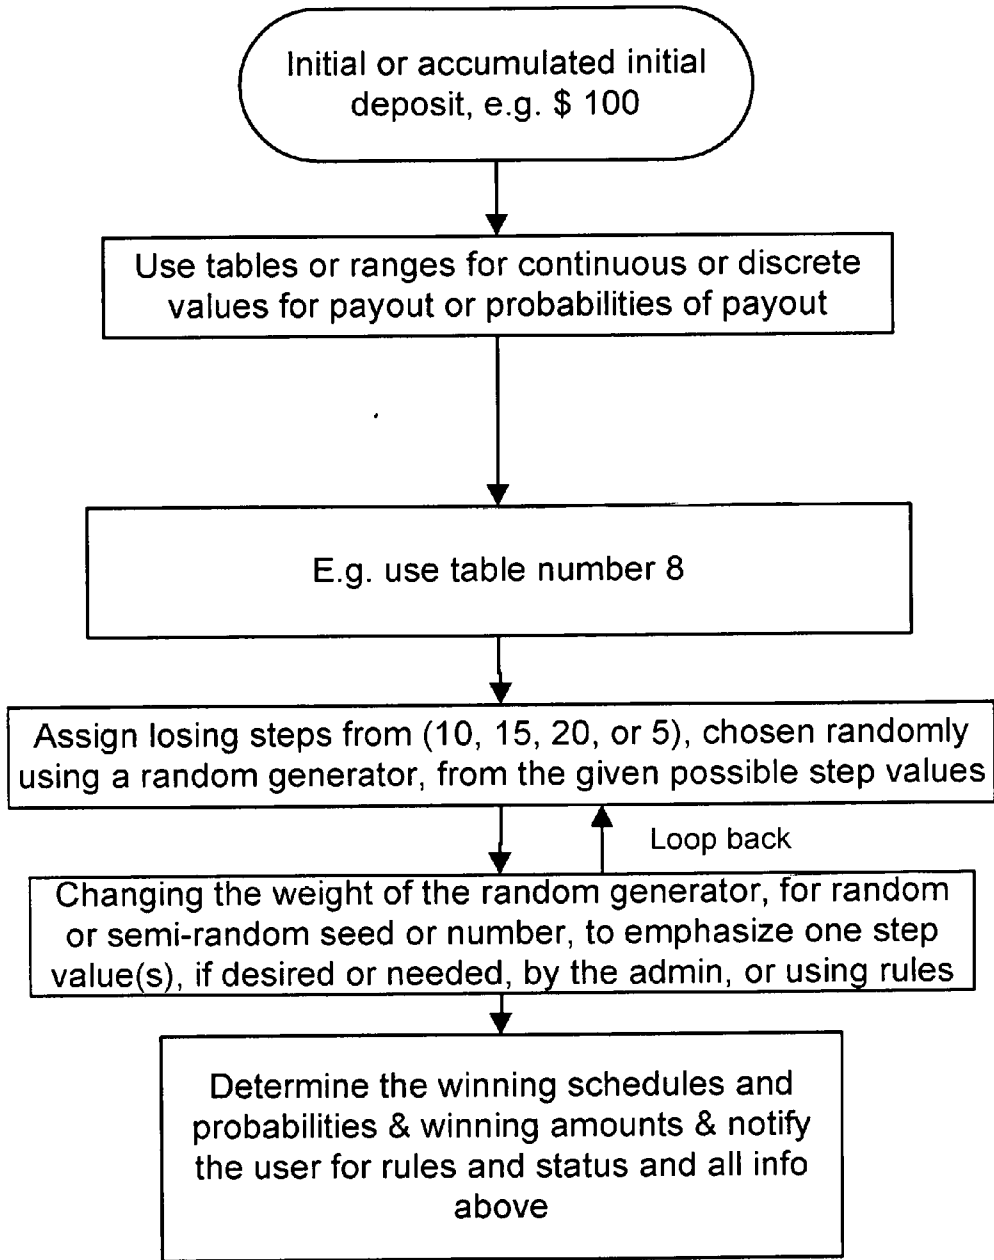 Initial or accumulated initial
deposit, e.g. $ 100
Use tables or ranges for continuous or discrete
values for payout or probabilities of payout
E.g. use table number 8
Assign losing steps from (10, 15, 20, or 5), chosen randomly
using a random generator, from the given possible step values
Loop back
Changing the weight of the random generator, for random
or semi-random seed or number, to emphasize one step
value(s), if desired or needed, by the admin, or using rules
Determine the winning schedules and
probabilities & winning amounts & notify
the user for rules and status and all info
above